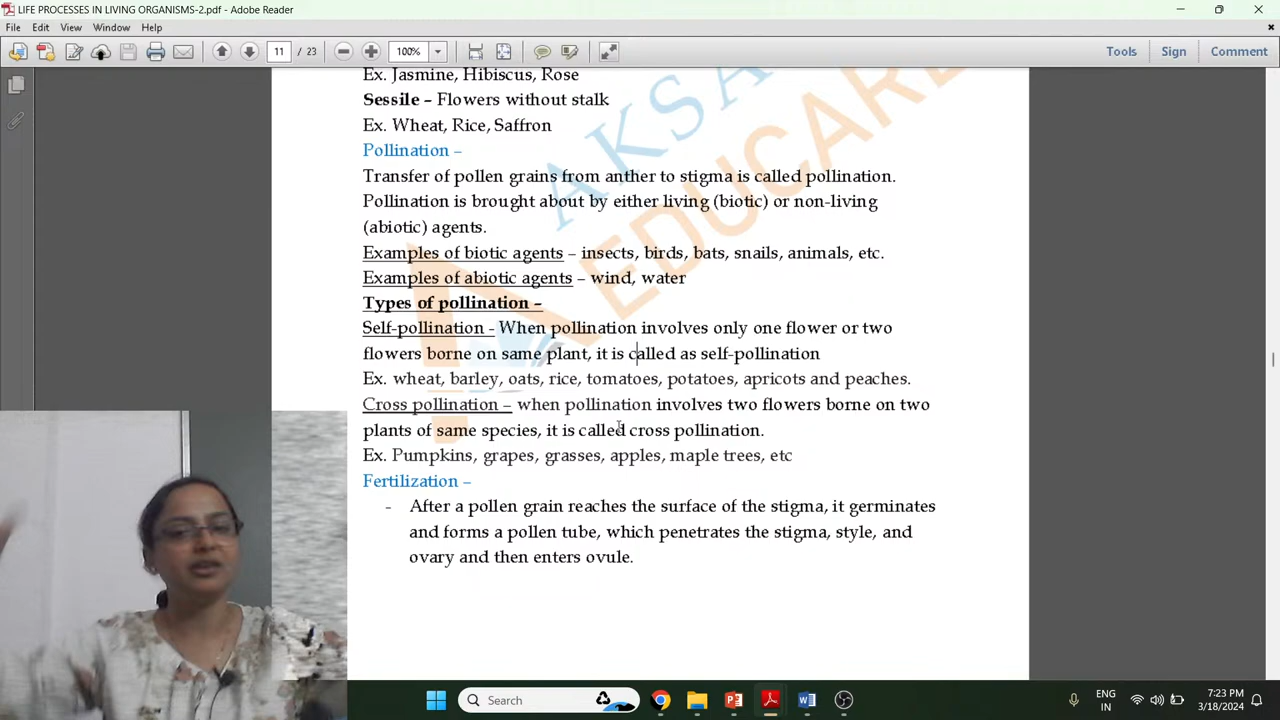 LIFE PROCESSES IN LIVING ORGANISMS-2.pdf - Adobe Reader
File Edit View Window Help
11 / 23 100% Tools Sign Comment
Ex. Jasmine, Hibiscus, Rose
Sessile – Flowers without stalk
Ex. Wheat, Rice, Saffron
Pollination –
Transfer of pollen grains from anther to stigma is called pollination.
Pollination is brought about by either living (biotic) or non-living
(abiotic) agents.
Examples of biotic agents – insects, birds, bats, snails, animals, etc.
Examples of abiotic agents – wind, water
Types of pollination –
Self-pollination - When pollination involves only one flower or two
flowers borne on same plant, it is called as self-pollination
Ex. wheat, barley, oats, rice, tomatoes, potatoes, apricots and peaches.
Cross pollination – when pollination involves two flowers borne on two
plants of same species, it is called cross pollination.
Ex. Pumpkins, grapes, grasses, apples, maple trees, etc
Fertilization –
- After a pollen grain reaches the surface of the stigma, it germinates
and forms a pollen tube, which penetrates the stigma, style, and
ovary and then enters ovule.
AKSA
EDUCARE
Search
ENG
IN
7:23 PM
3/18/2024